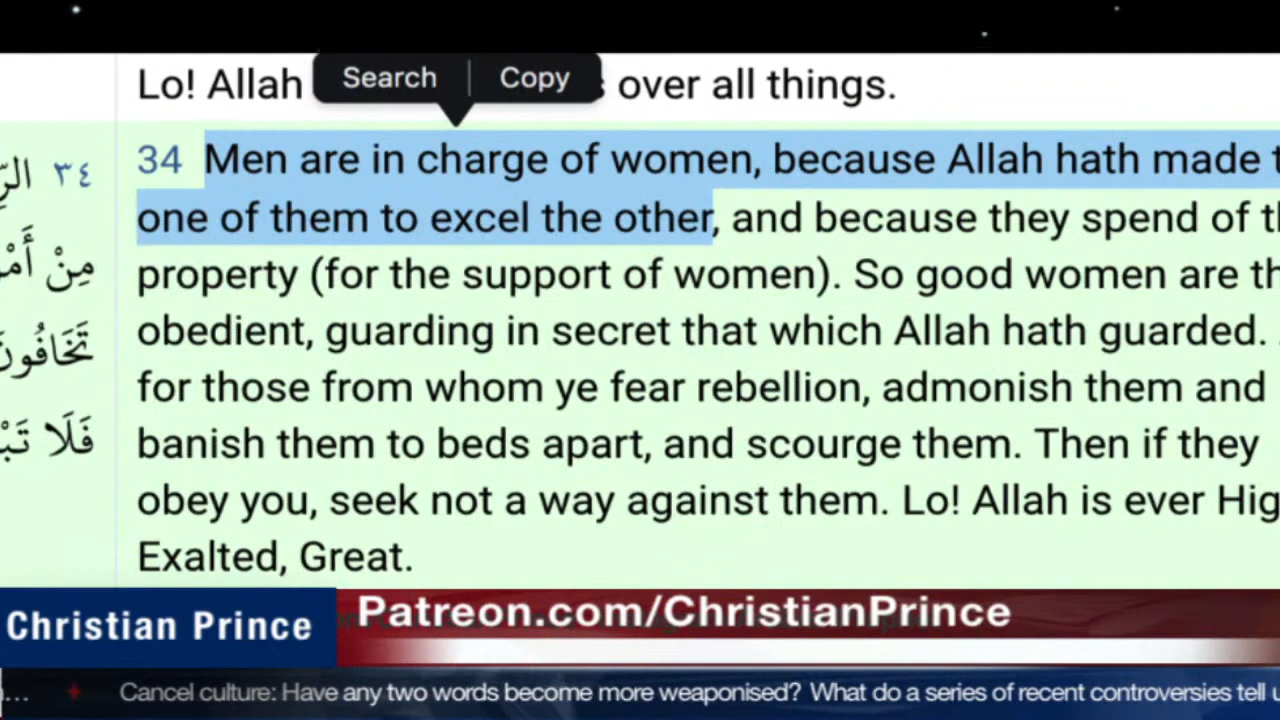 Lo! Allah
Search Copy
over all things.
34 Men are in charge of women, because Allah hath made
one of them to excel the other, and because they spend of
property (for the support of women). So good women are
obedient, guarding in secret that which Allah hath guarded.
for those from whom ye fear rebellion, admonish them and
banish them to beds apart, and scourge them. Then if they
obey you, seek not a way against them. Lo! Allah is ever
Exalted, Great.
٣٤
مِنْ
فَلَا
Christian Prince
Patreon.com/ChristianPrince
Cancel culture: Have any two words become more weaponised? What do a series of recent controversies tell